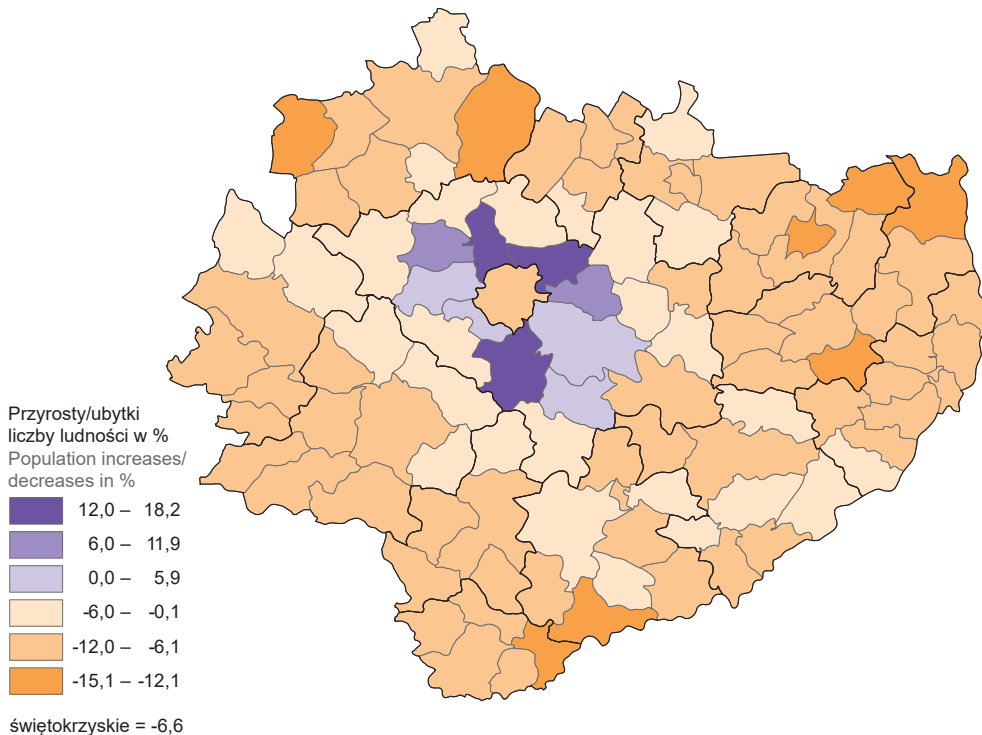 Przyrosty/ubytki
liczby ludności w %
Population increases/
decreases in %
12,0 – 18,2
6,0 – 11,9
0,0 – 5,9
-6,0 – -0,1
-12,0 – -6,1
-15,1 – -12,1
świętokrzyskie = -6,6